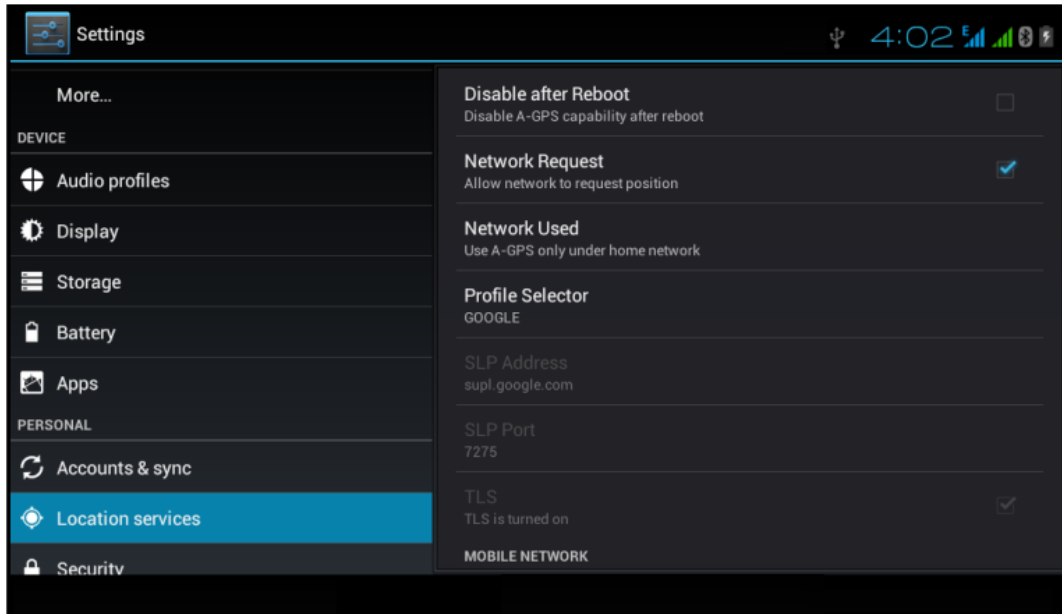 Settings
4:02
E
More...
DEVICE
Audio profiles
Display
Storage
Battery
Apps
PERSONAL
Accounts & sync
Location services
Security
Disable after Reboot
Disable A-GPS capability after reboot
Network Request
Allow network to request position
Network Used
Use A-GPS only under home network
Profile Selector
GOOGLE
SLP Address
supl.google.com
SLP Port
7275
TLS
TLS is turned on
MOBILE NETWORK